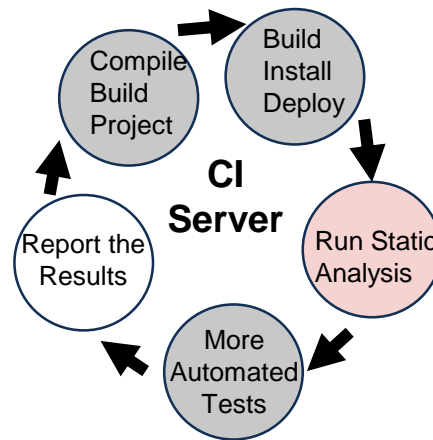 Compile
Build
Project
Build
Install
Deploy
CI
Server
Run Static
Analysis
More
Automated
Tests
Report the
Results